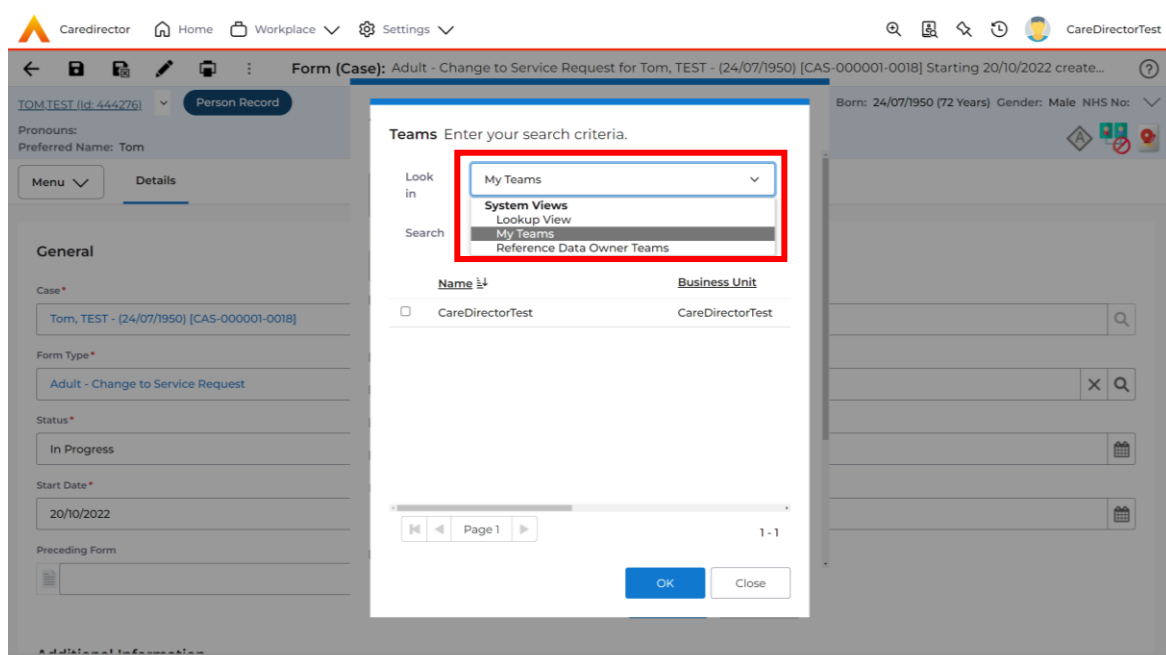 Caredirector Home Workplace Settings CareDirectorTest
Form (Case): Adult - Change to Service Request for Tom, TEST - (24/07/1950) [CAS-000001-0018] Starting 20/10/2022 create...
TOM,TEST (Id: 444276) Person Record Born: 24/07/1950 (72 Years) Gender: Male NHS No:
Pronouns:
Preferred Name: Tom
Menu Details
Teams Enter your search criteria.
Look in My Teams
System Views
Lookup View
Search My Teams
Reference Data Owner Teams
Name Business Unit
CareDirectorTest CareDirectorTest
Page 1 1 - 1
OK Close
General
Case*
Tom, TEST - (24/07/1950) [CAS-000001-0018]
Form Type*
Adult - Change to Service Request
Status*
In Progress
Start Date*
20/10/2022
Preceding Form
Additional Information